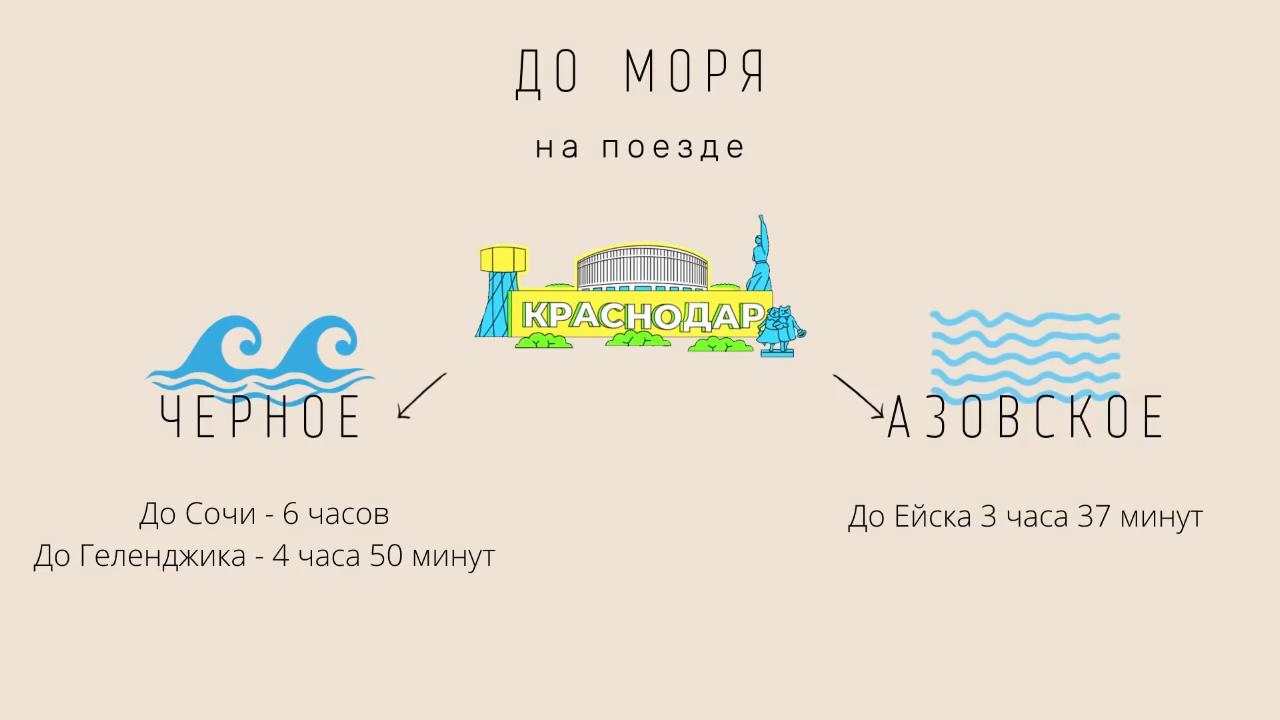 ДО МОРЯ
на поезде
КРАСНОДАР
ЧЕРНОЕ
До Сочи - 6 часов
До Геленджика - 4 часа 50 минут
АЗОВСКОЕ
До Ейска 3 часа 37 минут